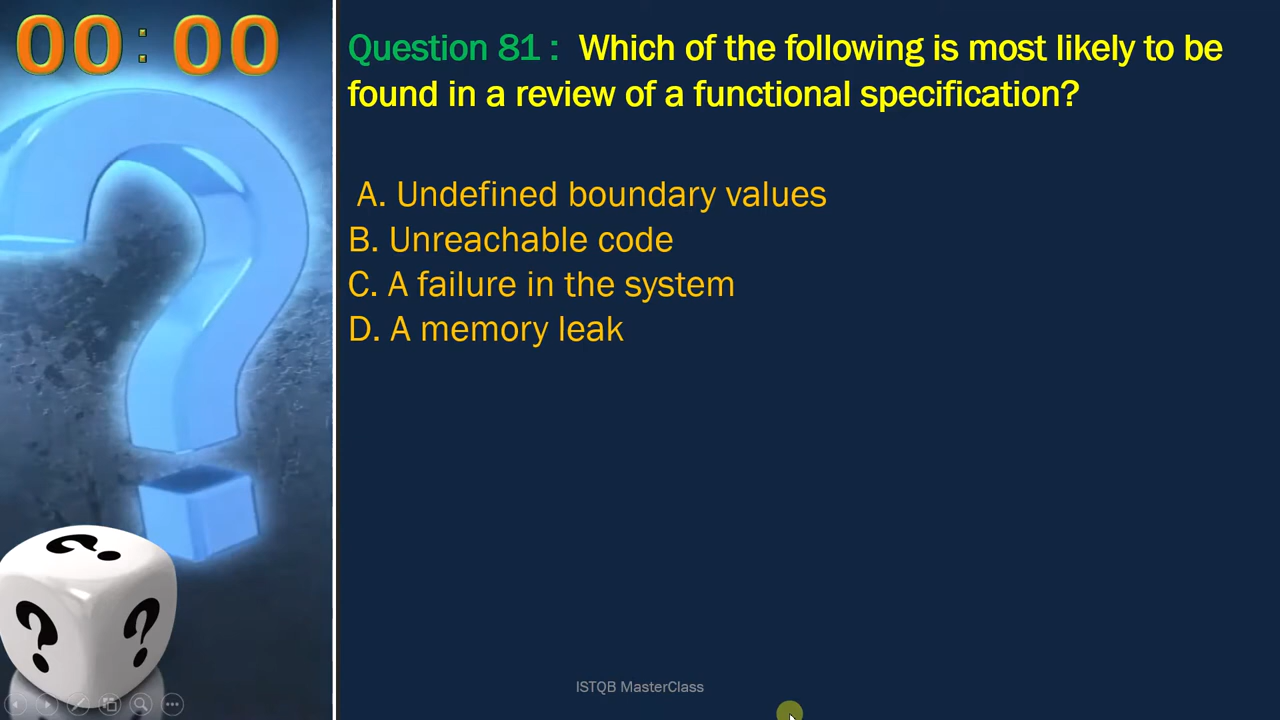 00:00
Question 81 : Which of the following is most likely to be
found in a review of a functional specification?
A. Undefined boundary values
B. Unreachable code
C. A failure in the system
D. A memory leak
ISTQB MasterClass